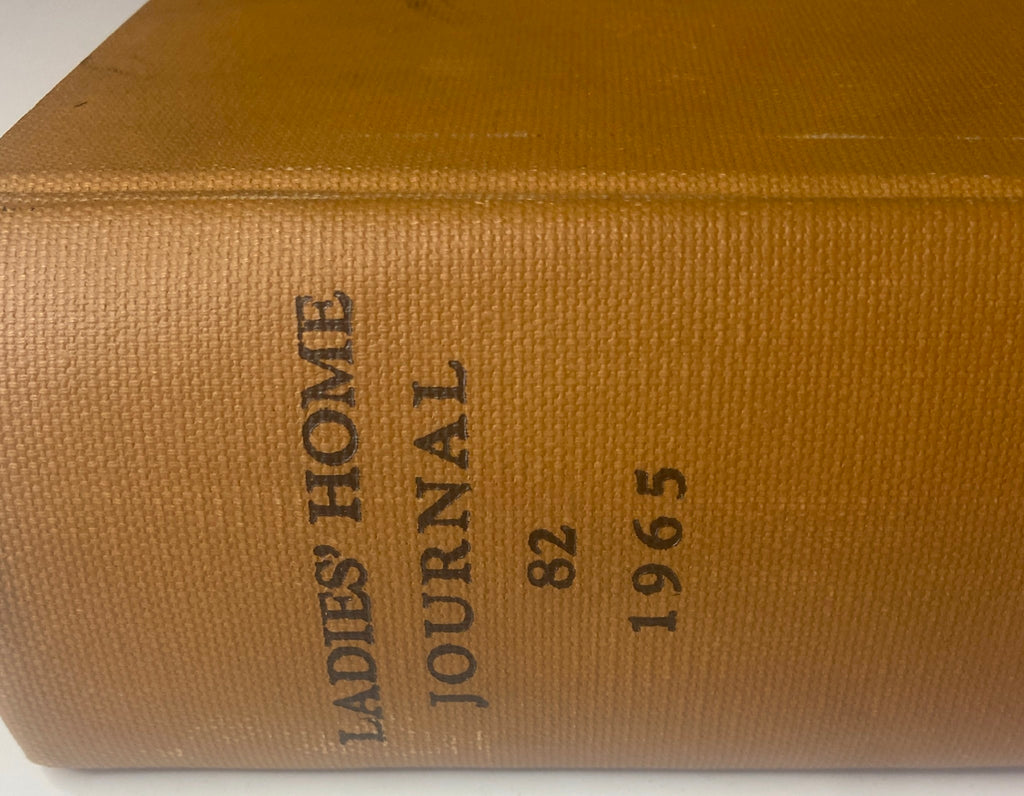 LADIES' HOME
JOURNAL
82
1965